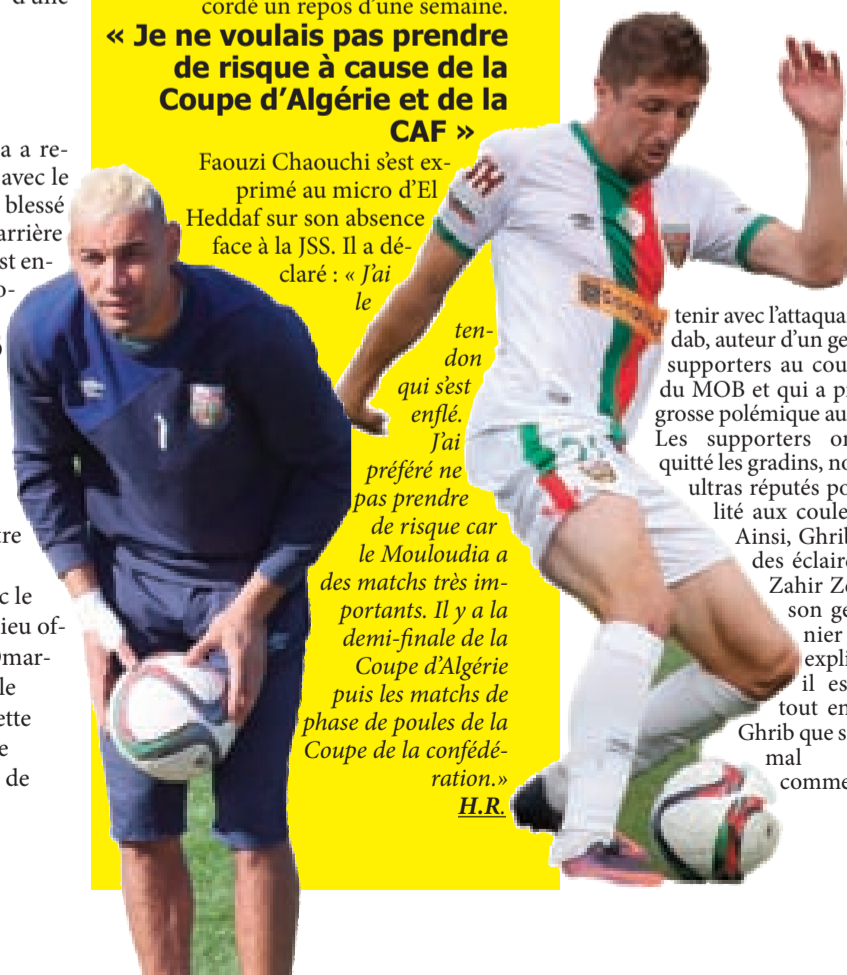 d'une
a a re-
avec le
blessé
arrière
st en-
o-
tre
c le
ieu of-
Omar-
le
ette
e
de
cordé un repos d'une semaine.
« Je ne voulais pas prendre
de risque à cause de la
Coupe d'Algérie et de la
CAF »
Faouzi Chaouchi s'est ex-
primé au micro d'El
Heddaf sur son absence
face à la JSS. Il a dé-
claré : « J'ai
le
ten-
don
qui s'est
enflé.
J'ai
préféré ne
pas prendre
de risque car
le Mouloudia a
des matchs très im-
portants. Il y a la
demi-finale de la
Coupe d'Algérie
puis les matchs de
phase de poules de la
Coupe de la confédé-
ration.»
H.R.
tenir avec l'attaqua
dab, auteur d'un ge
supporters au cou
du MOB et qui a p
grosse polémique au
Les supporters on
quitté les gradins, no
ultras réputés po
lité aux coule
Ainsi, Ghrib
des éclair
Zahir Z
son ge
nier
expli
il es
tout en
Ghrib que s
mal
comme
1